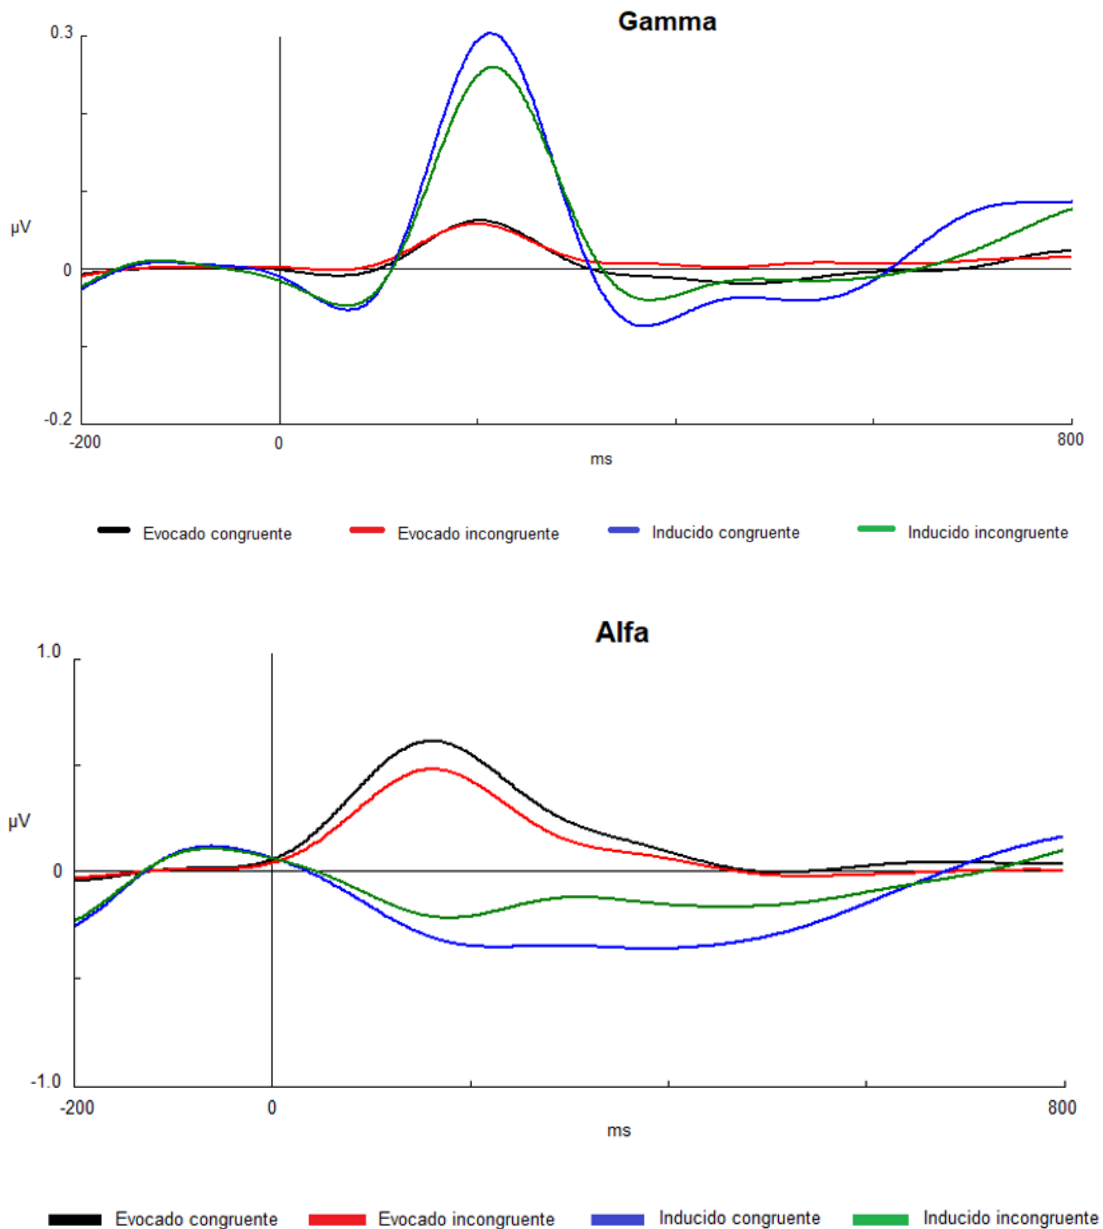 Gamma
0.3
µV
0
-0.2
-200
0
800
ms
Evocado congruente
Evocado incongruente
Inducido congruente
Inducido incongruente
Alfa
1.0
µV
0
-1.0
-200
0
800
ms
Evocado congruente
Evocado incongruente
Inducido congruente
Inducido incongruente